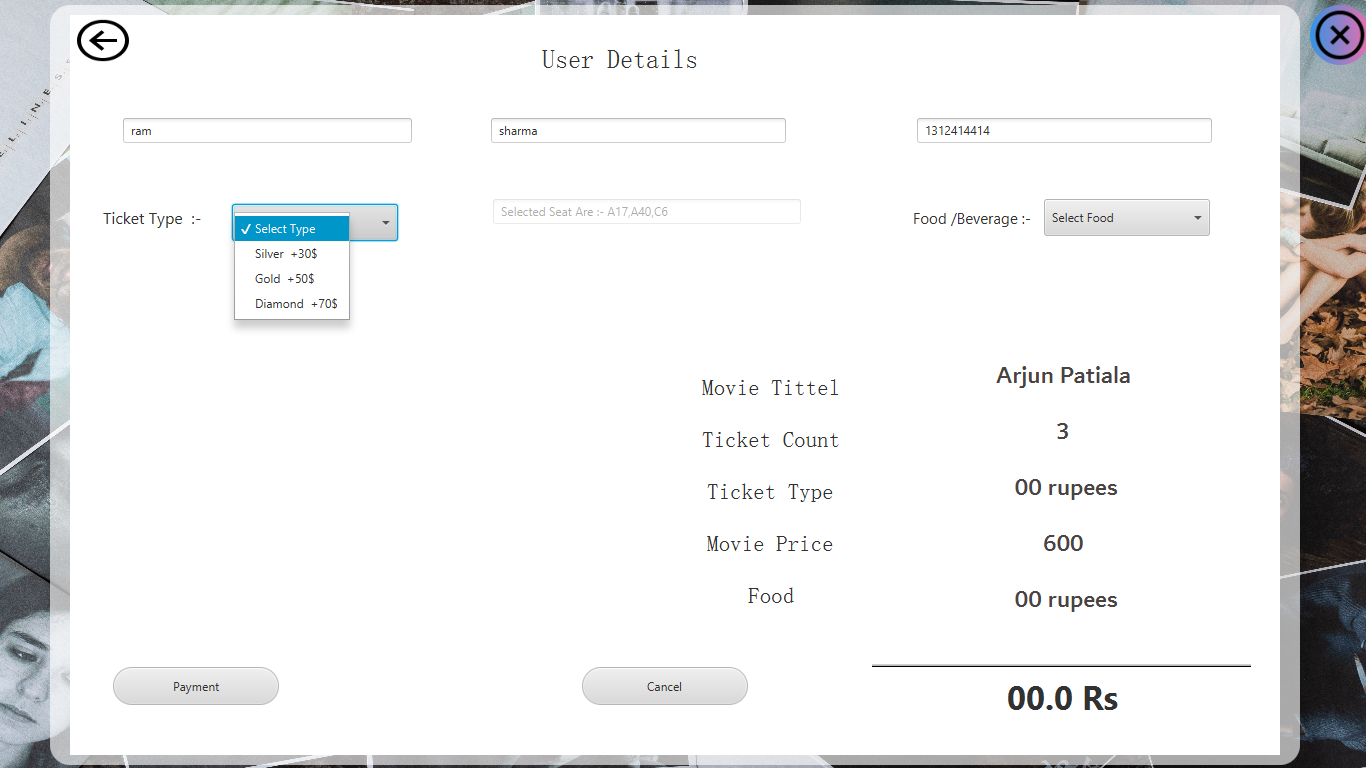 User Details
ram
sharma
1312414414
Ticket Type :-
Selected Seat Are :- A17,A40,C6
Food /Beverage :-
Select Food
✓ Select Type
Silver +30$
Gold +50$
Diamond +70$
Movie Tittel
Arjun Patiala
Ticket Count
3
Ticket Type
00 rupees
Movie Price
600
Food
00 rupees
Payment
Cancel
00.0 Rs